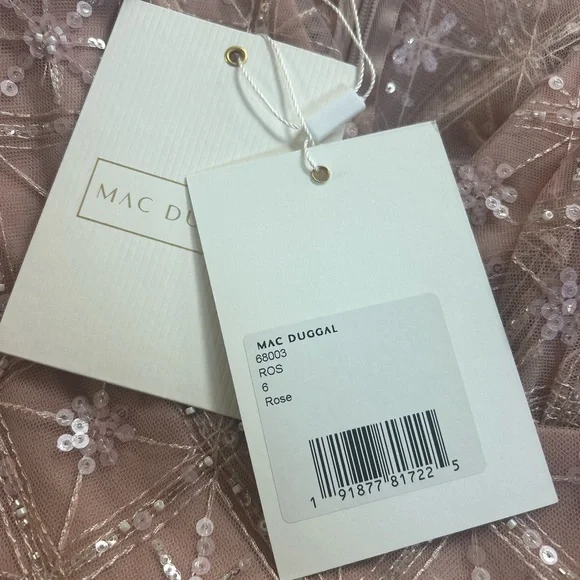 MAC DU
MAC DUGGAL
68003
ROS
6
Rose
1 91877 81722 5